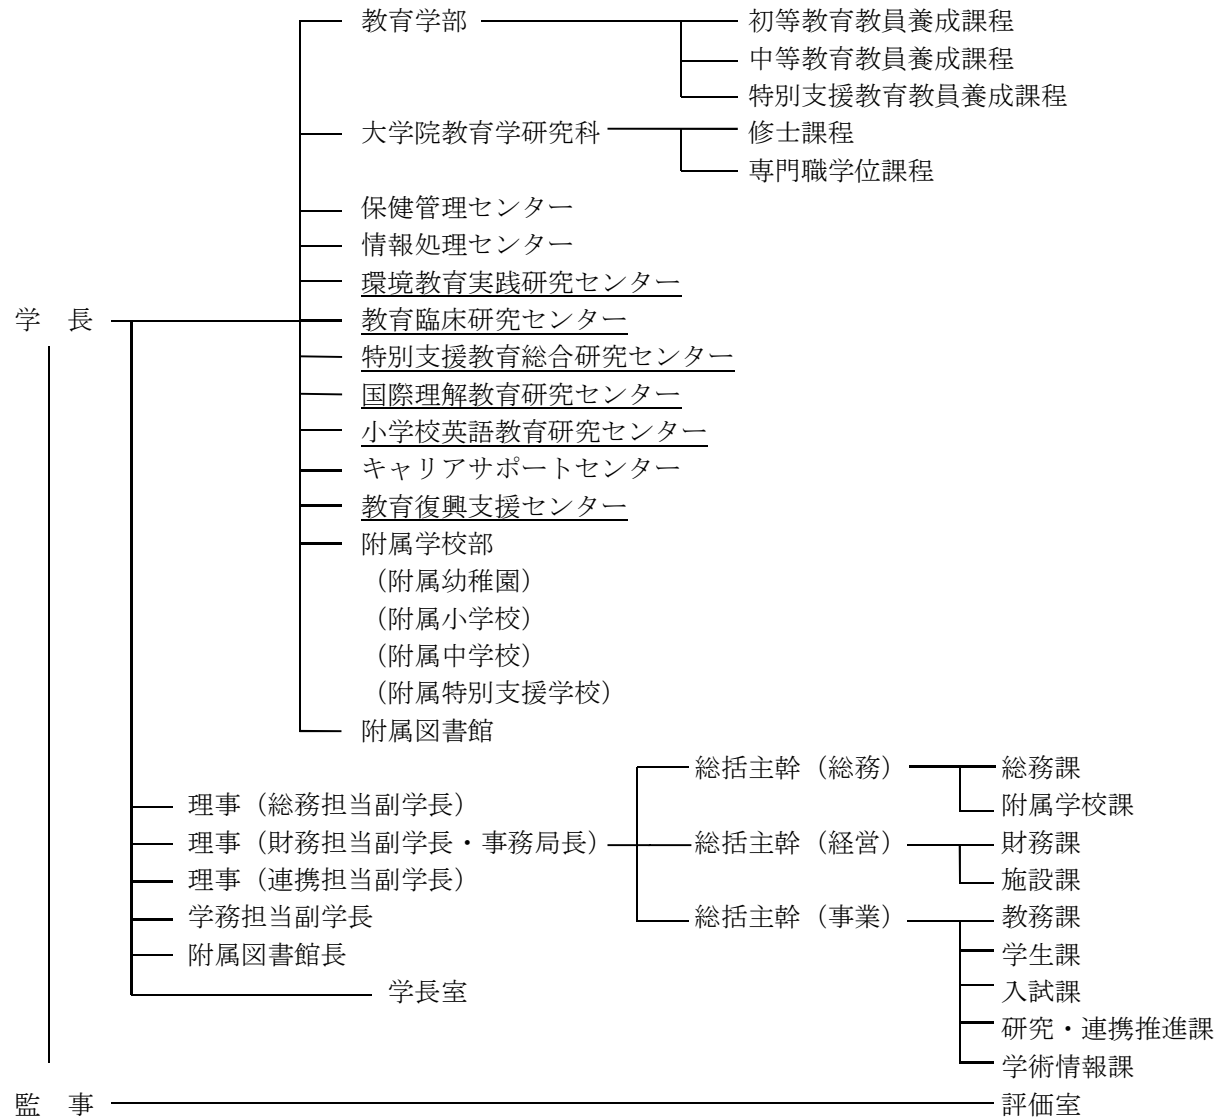 教育学部 初等教育教員養成課程
中等教育教員養成課程
特別支援教育教員養成課程
大学院教育学研究科 修士課程
専門職学位課程
保健管理センター
情報処理センター
環境教育実践研究センター
学　長 教育臨床研究センター
特別支援教育総合研究センター
国際理解教育研究センター
小学校英語教育研究センター
キャリアサポートセンター
教育復興支援センター
附属学校部
（附属幼稚園）
（附属小学校）
（附属中学校）
（附属特別支援学校）
附属図書館
総括主幹（総務） 総務課
理事（総務担当副学長） 附属学校課
理事（財務担当副学長・事務局長） 総括主幹（経営） 財務課
理事（連携担当副学長） 施設課
学務担当副学長 総括主幹（事業） 教務課
附属図書館長 学生課
学長室 入試課
研究・連携推進課
学術情報課
監　事 評価室